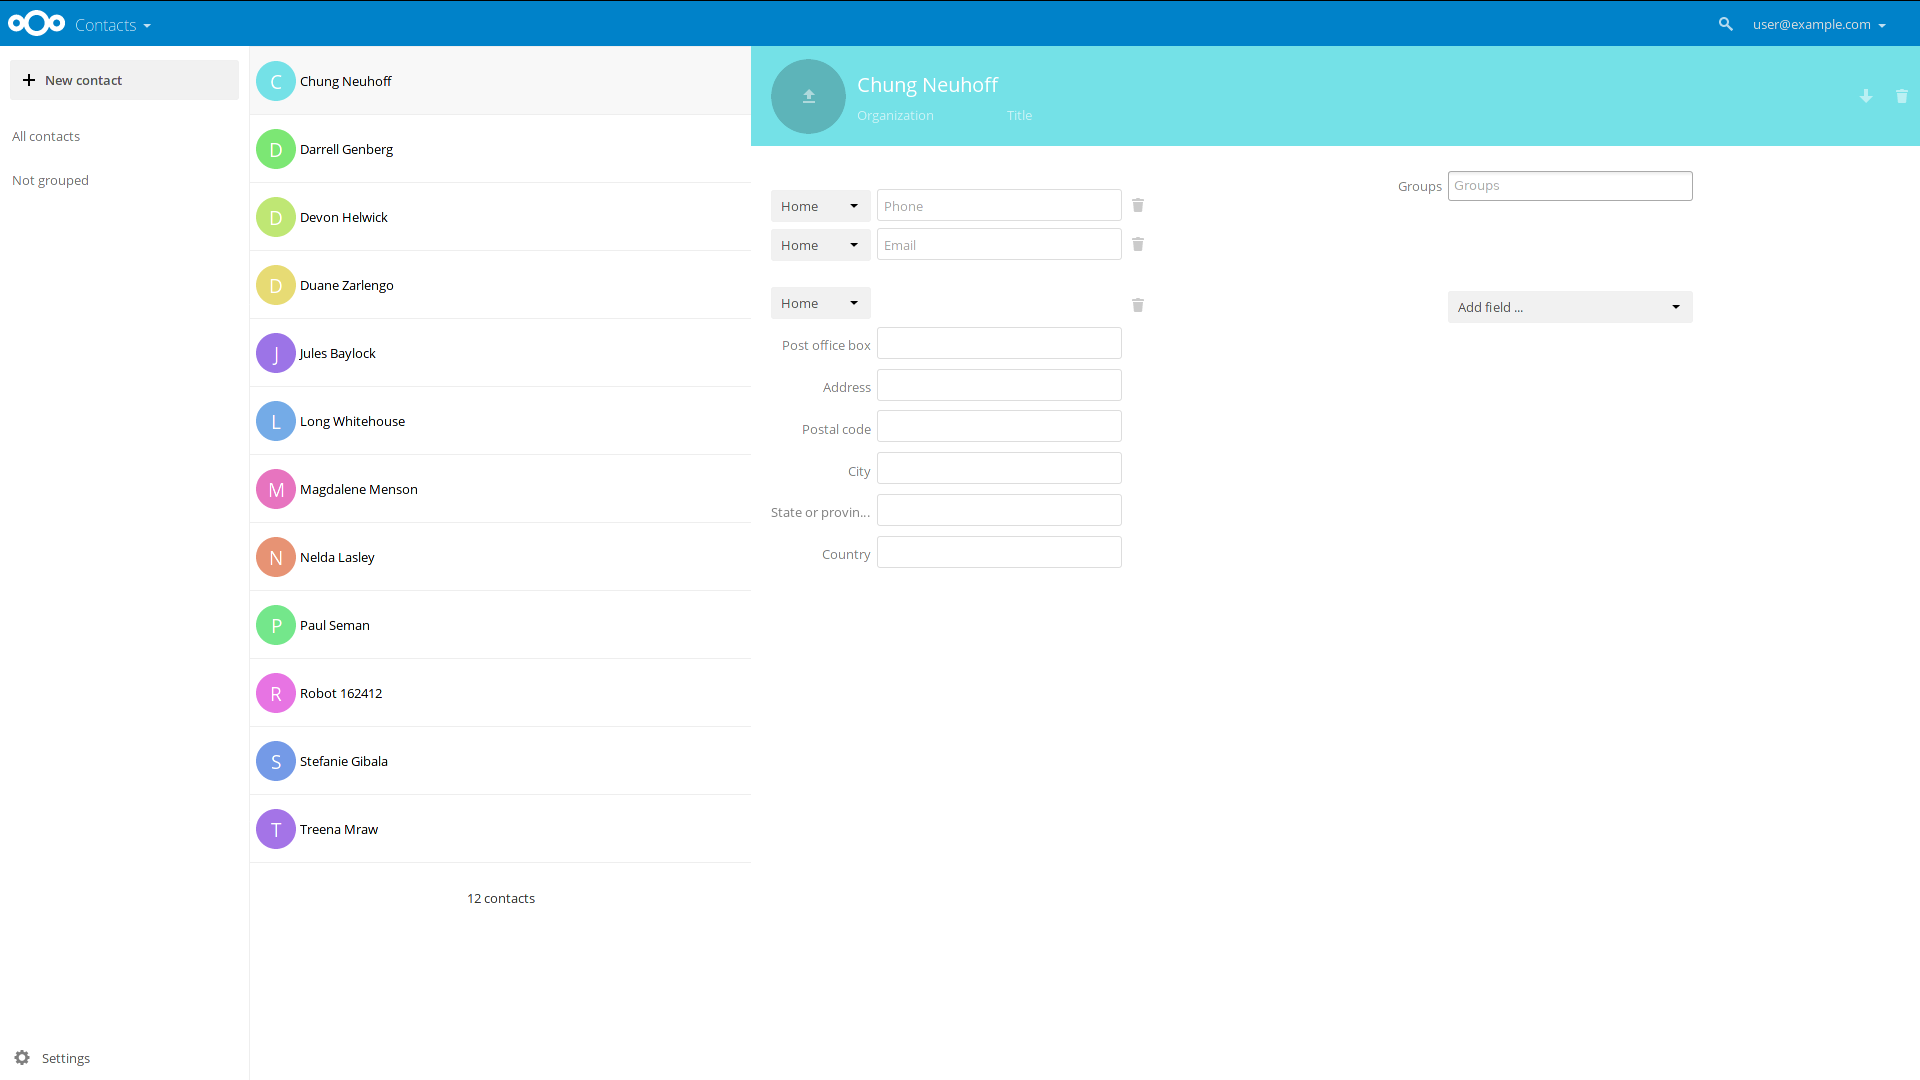 Contacts
user@example.com
New contact
All contacts
Not grouped
Settings
C Chung Neuhoff
D Darrell Genberg
D Devon Helwick
D Duane Zarlengo
J Jules Baylock
L Long Whitehouse
M Magdalene Menson
N Nelda Lasley
P Paul Seman
R Robot 162412
S Stefanie Gibala
T Treena Mraw
12 contacts
Chung Neuhoff
Organization Title
Home Phone
Home Email
Home
Post office box
Address
Postal code
City
State or provin...
Country
Groups Groups
Add field ...